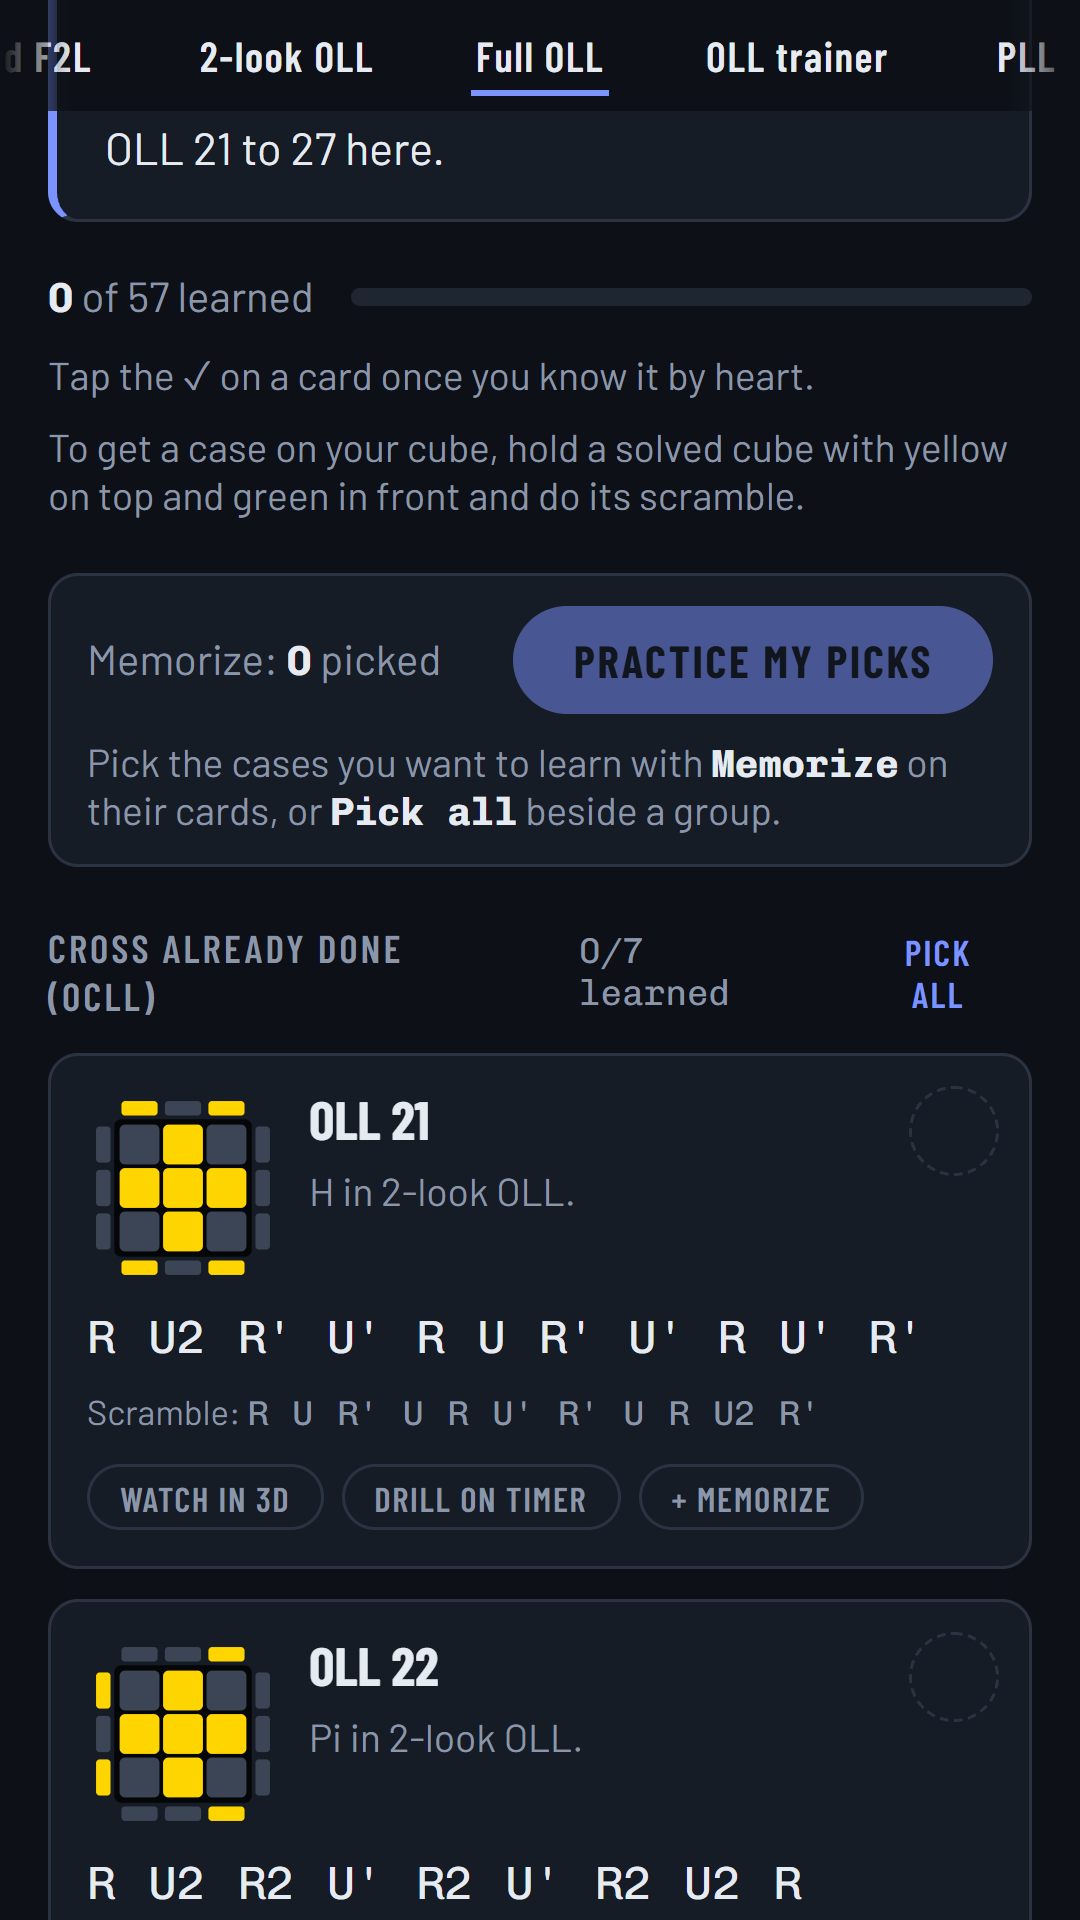 d F2L 2-look OLL Full OLL OLL trainer PLL
OLL 21 to 27 here.
0 of 57 learned
Tap the ✓ on a card once you know it by heart.
To get a case on your cube, hold a solved cube with yellow
on top and green in front and do its scramble.
Memorize: 0 picked PRACTICE MY PICKS
Pick the cases you want to learn with Memorize on
their cards, or Pick all beside a group.
CROSS ALREADY DONE
(OCLL)
0/7
learned
PICK
ALL
OLL 21
H in 2-look OLL.
R U2 R' U' R U R' U' R U' R'
Scramble: R U R' U R U' R' U R U2 R'
WATCH IN 3D DRILL ON TIMER + MEMORIZE
OLL 22
Pi in 2-look OLL.
R U2 R2 U' R2 U' R2 U2 R